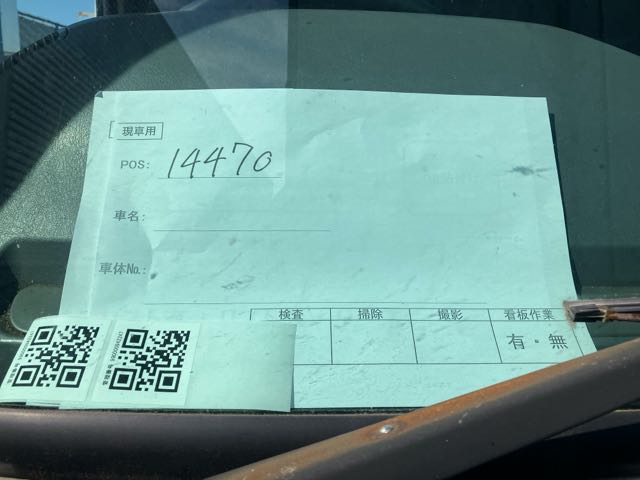 現車用
POS: 14470
車名:
車体No.:
検査 掃除 撮影 看板作業
有・無